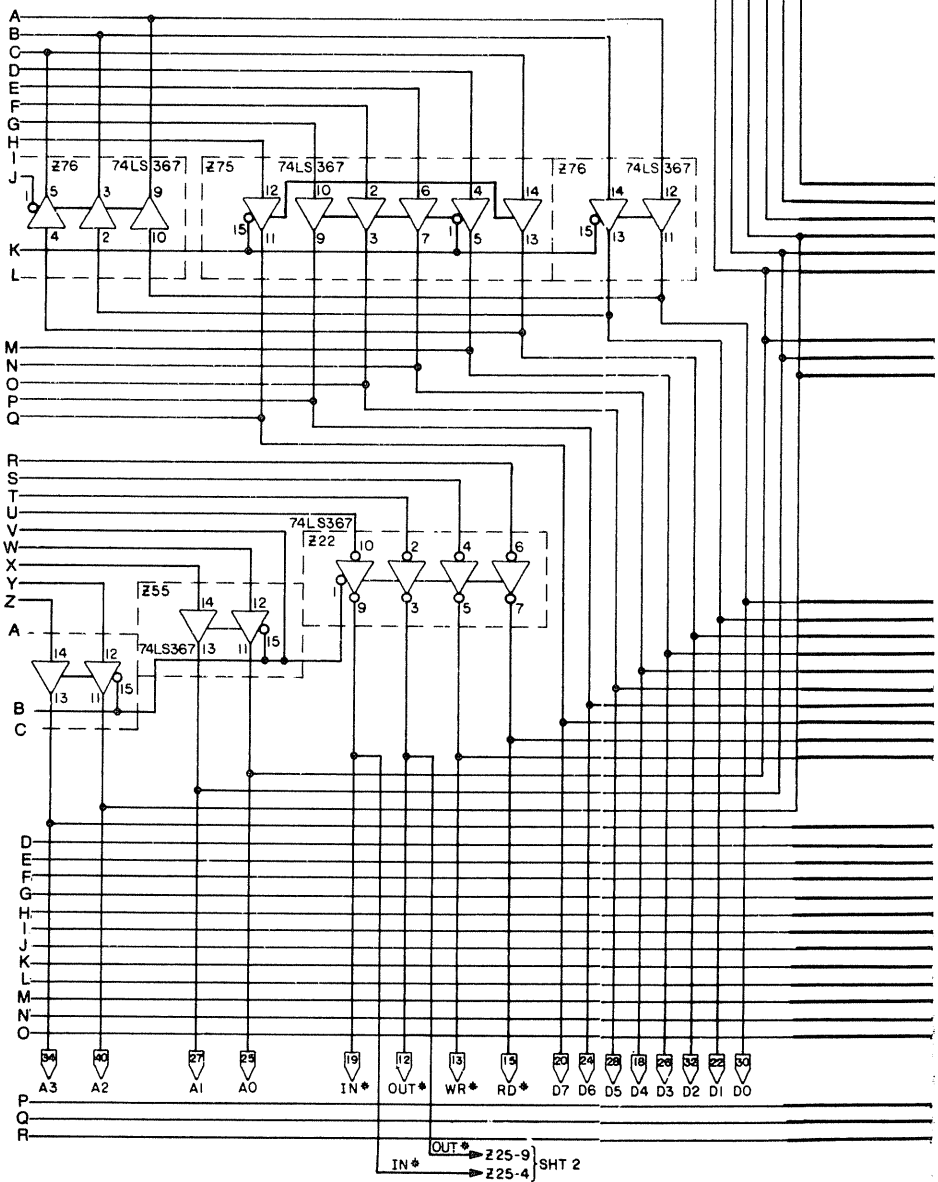 A
B
C
D
E
F
G
H
I
J
K
L
Z76 74LS367
Z75 74LS367
Z76 74LS367
5 3 9
1
4 2 10
12 10 2 6 4 14
15 1
11 9 3 7 5 13
14 12
15
13 11
M
N
O
P
Q
R
S
T
U
V
W
X
Y
Z
74LS367
Z22
10 2 4 6
1
9 3 5 7
Z55
14 12
15
74LS367
13 11
A
14 12
15
13 11
B
C
D
E
F
G
H
I
J
K
L
M
N
O
34 40 27 25 19 12 13 15 20 24 28 18 26 32 22 30
A3 A2 A1 A0 IN* OUT* WR* RD* D7 D6 D5 D4 D3 D2 D1 D0
P
Q
R
OUT* Z25-9
IN* Z25-4
SHT 2